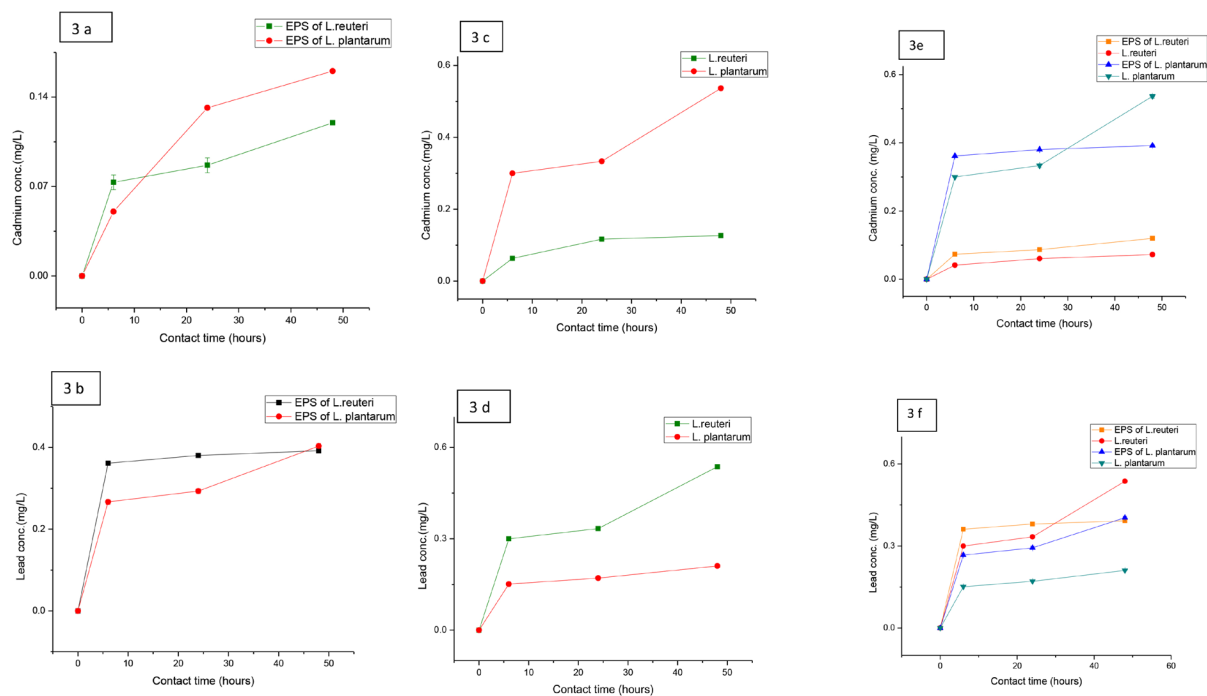 3 a
EPS of L.reuteri
EPS of L. plantarum
0.14
0.07
0.00
Cadmium conc.(mg/L)
0 10 20 30 40 50
Contact time (hours)
3 c
L.reuteri
L. plantarum
0.6
0.4
0.2
0.0
Cadmium conc.(mg/L)
0 10 20 30 40 50
Contact time (hours)
3e
EPS of L.reuteri
L.reuteri
EPS of L. plantarum
L. plantarum
0.6
0.4
0.2
0.0
Cadmium conc.(mg/L)
0 10 20 30 40 50
Contact time (hours)
3 b
EPS of L.reuteri
EPS of L. plantarum
0.4
0.2
0.0
Lead conc.(mg/L)
0 10 20 30 40 50
Contact time (hours)
3 d
L.reuteri
L. plantarum
0.6
0.3
0.0
Lead conc.(mg/L)
0 10 20 30 40 50
Contact time (hours)
3 f
EPS of L.reuteri
L.reuteri
EPS of L. plantarum
L. plantarum
0.6
0.3
0.0
Lead conc.(mg/L)
0 20 40 60
Contact time (hours)